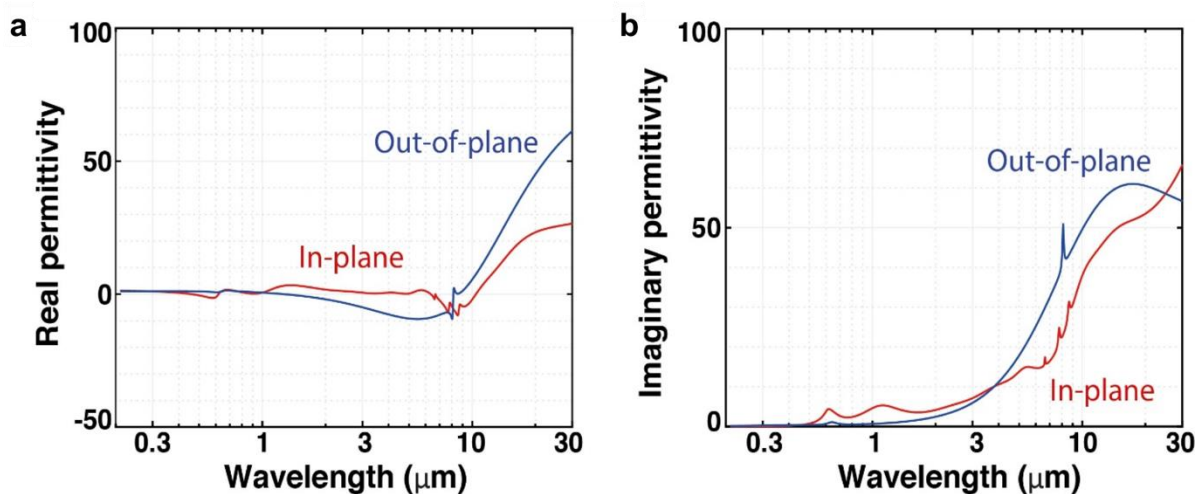 a
100
50
0
-50
Real permittivity
Out-of-plane
In-plane
0.3
1
3
10
30
Wavelength (μm)
b
100
50
0
Imaginary permittivity
Out-of-plane
In-plane
0.3
1
3
10
30
Wavelength (μm)